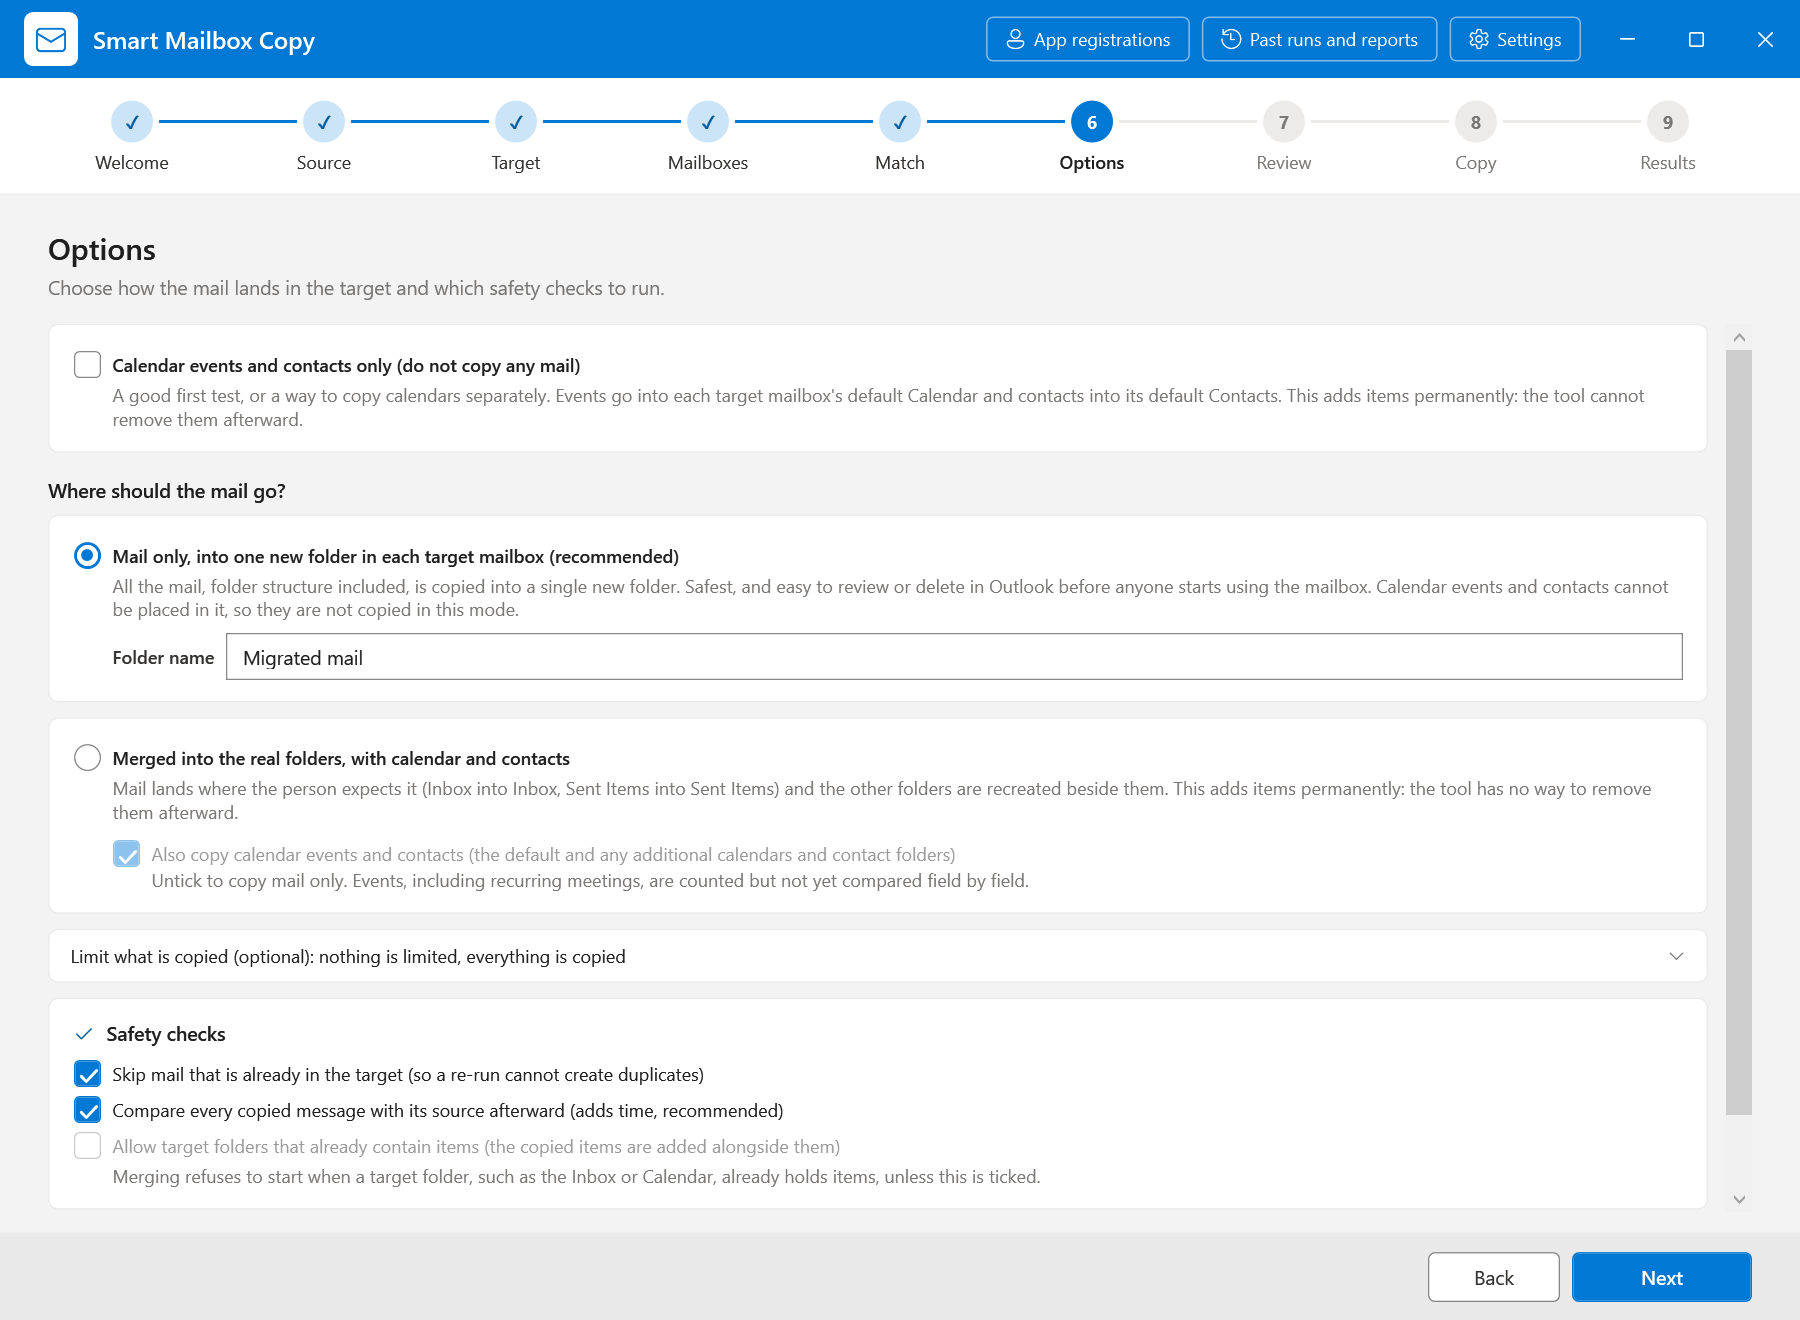 Smart Mailbox Copy
App registrations
Past runs and reports
Settings
Welcome
Source
Target
Mailboxes
Match
6
Options
7
Review
8
Copy
9
Results
Options
Choose how the mail lands in the target and which safety checks to run.
Calendar events and contacts only (do not copy any mail)
A good first test, or a way to copy calendars separately. Events go into each target mailbox's default Calendar and contacts into its default Contacts. This adds items permanently: the tool cannot
remove them afterward.
Where should the mail go?
Mail only, into one new folder in each target mailbox (recommended)
All the mail, folder structure included, is copied into a single new folder. Safest, and easy to review or delete in Outlook before anyone starts using the mailbox. Calendar events and contacts cannot
be placed in it, so they are not copied in this mode.
Folder name
Migrated mail
Merged into the real folders, with calendar and contacts
Mail lands where the person expects it (Inbox into Inbox, Sent Items into Sent Items) and the other folders are recreated beside them. This adds items permanently: the tool has no way to remove
them afterward.
Also copy calendar events and contacts (the default and any additional calendars and contact folders)
Untick to copy mail only. Events, including recurring meetings, are counted but not yet compared field by field.
Limit what is copied (optional): nothing is limited, everything is copied
Safety checks
Skip mail that is already in the target (so a re-run cannot create duplicates)
Compare every copied message with its source afterward (adds time, recommended)
Allow target folders that already contain items (the copied items are added alongside them)
Merging refuses to start when a target folder, such as the Inbox or Calendar, already holds items, unless this is ticked.
Back
Next